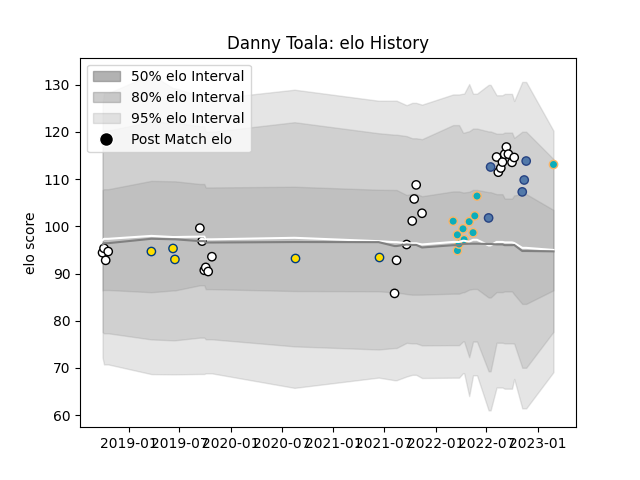 Danny Toala: elo History
50% elo Interval
80% elo Interval
95% elo Interval
Post Match elo
elo score
130
120
110
100
90
80
70
60
2019-01 2019-07 2020-01 2020-07 2021-01 2021-07 2022-01 2022-07 2023-01